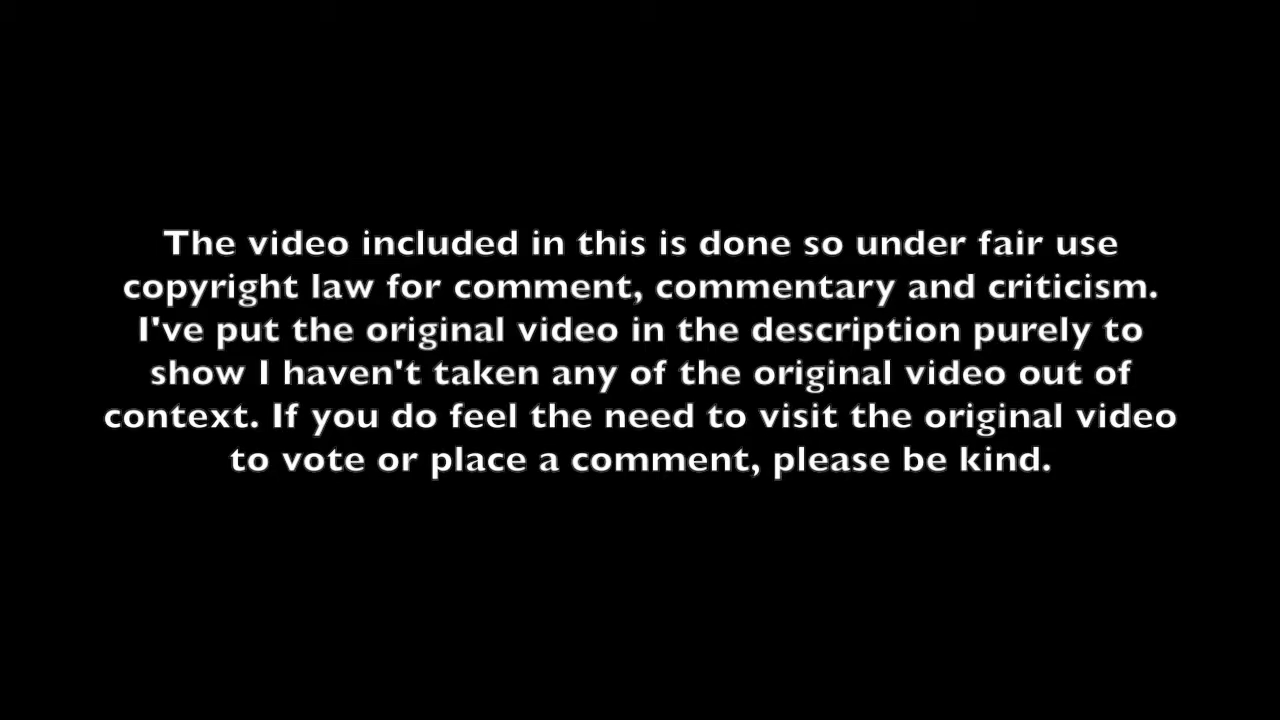 The video included in this is done so under fair use
copyright law for comment, commentary and criticism.
I've put the original video in the description purely to
show I haven't taken any of the original video out of
context. If you do feel the need to visit the original video
to vote or place a comment, please be kind.